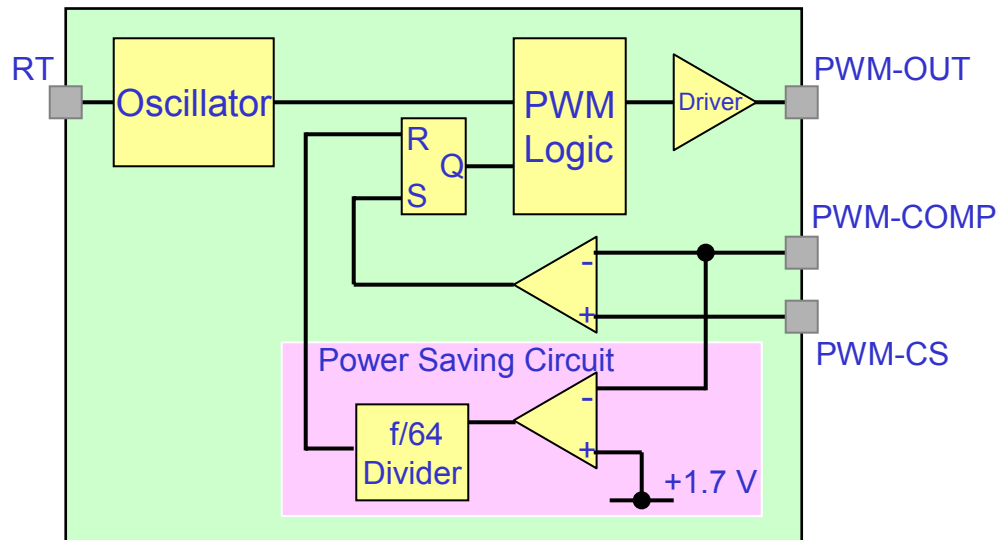 RT
Oscillator
PWM
Logic
Driver
PWM-OUT
R
Q
S
PWM-COMP
-
+
PWM-CS
Power Saving Circuit
-
f/64
Divider
+
+1.7 V